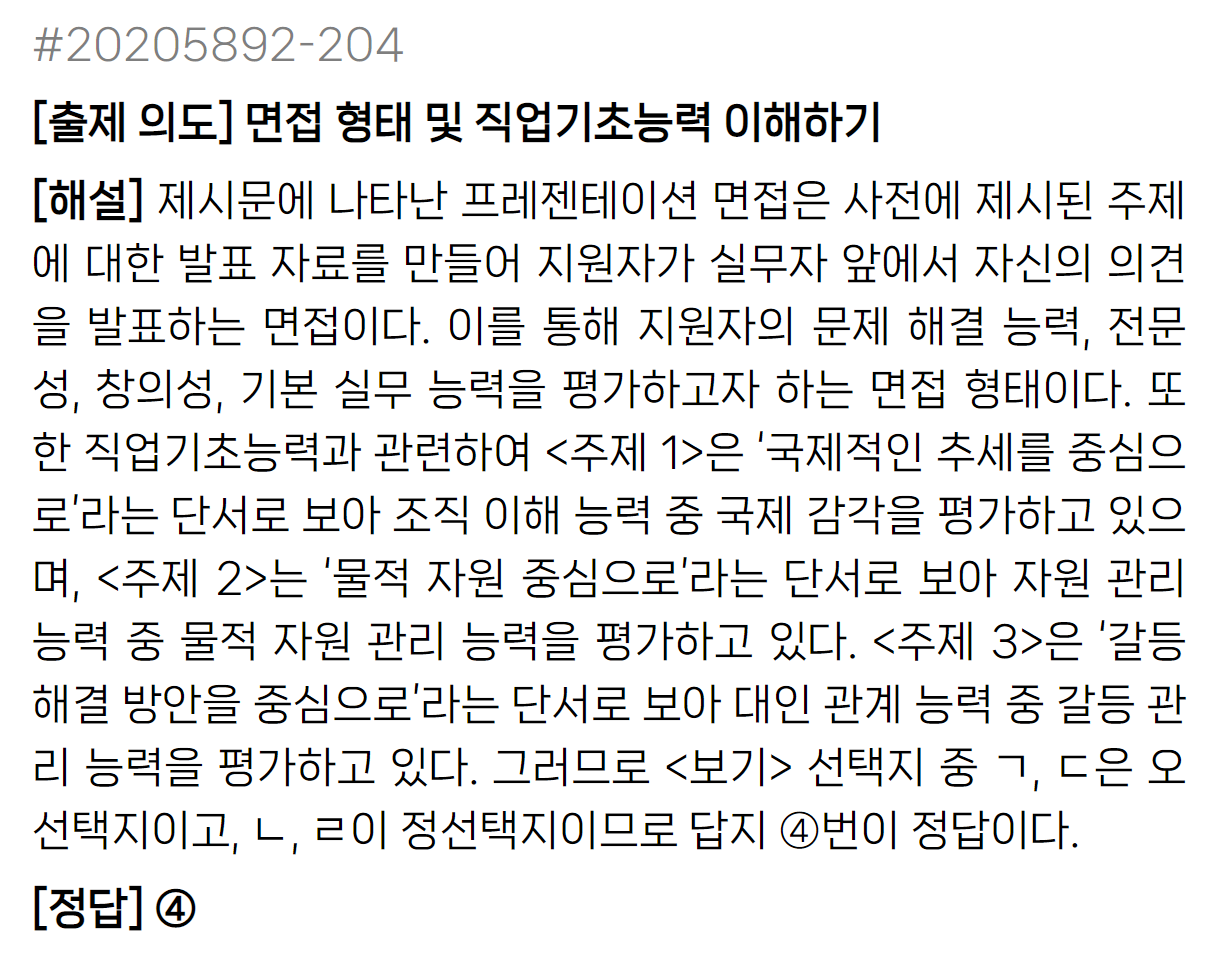 #20205892-204
[출제 의도] 면접 형태 및 직업기초능력 이해하기
[해설] 제시문에 나타난 프레젠테이션 면접은 사전에 제시된 주제
에 대한 발표 자료를 만들어 지원자가 실무자 앞에서 자신의 의견
을 발표하는 면접이다. 이를 통해 지원자의 문제 해결 능력, 전문
성, 창의성, 기본 실무 능력을 평가하고자 하는 면접 형태이다. 또
한 직업기초능력과 관련하여 <주제 1>은 '국제적인 추세를 중심으
로'라는 단서로 보아 조직 이해 능력 중 국제 감각을 평가하고 있으
며, <주제 2>는 '물적 자원 중심으로'라는 단서로 보아 자원 관리
능력 중 물적 자원 관리 능력을 평가하고 있다. <주제 3>은 '갈등
해결 방안을 중심으로'라는 단서로 보아 대인 관계 능력 중 갈등 관
리 능력을 평가하고 있다. 그러므로 <보기> 선택지 중 ㄱ, ㄷ은 오
선택지이고, ㄴ, ㄹ이 정선택지이므로 답지 ④번이 정답이다.
[정답] ④